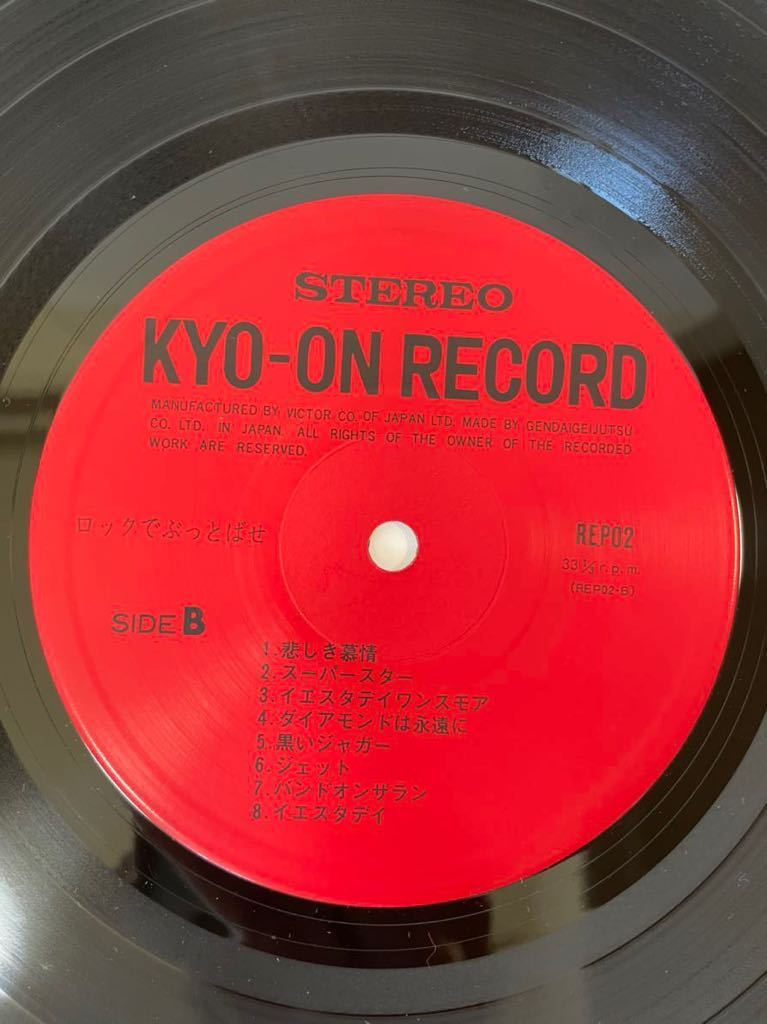 STEREO
KYO-ON RECORD
MANUFACTURED BY VICTOR CO. OF JAPAN LTD. MADE BY GENDAIGEIJUTSU
CO. LTD. IN JAPAN. ALL RIGHTS OF THE OWNER OF THE RECORDED
WORK ARE RESERVED.
ロックでぶっとばせ
REP02
33 1/3 r.p.m.
(REP02-B)
SIDE B
1. 悲しき慕情
2. スーパースター
3. イエスタデイワンスモア
4. ダイアモンドは永遠に
5. 黒いジャガー
6. ジェット
7. バンドオンザラン
8. イエスタデイ